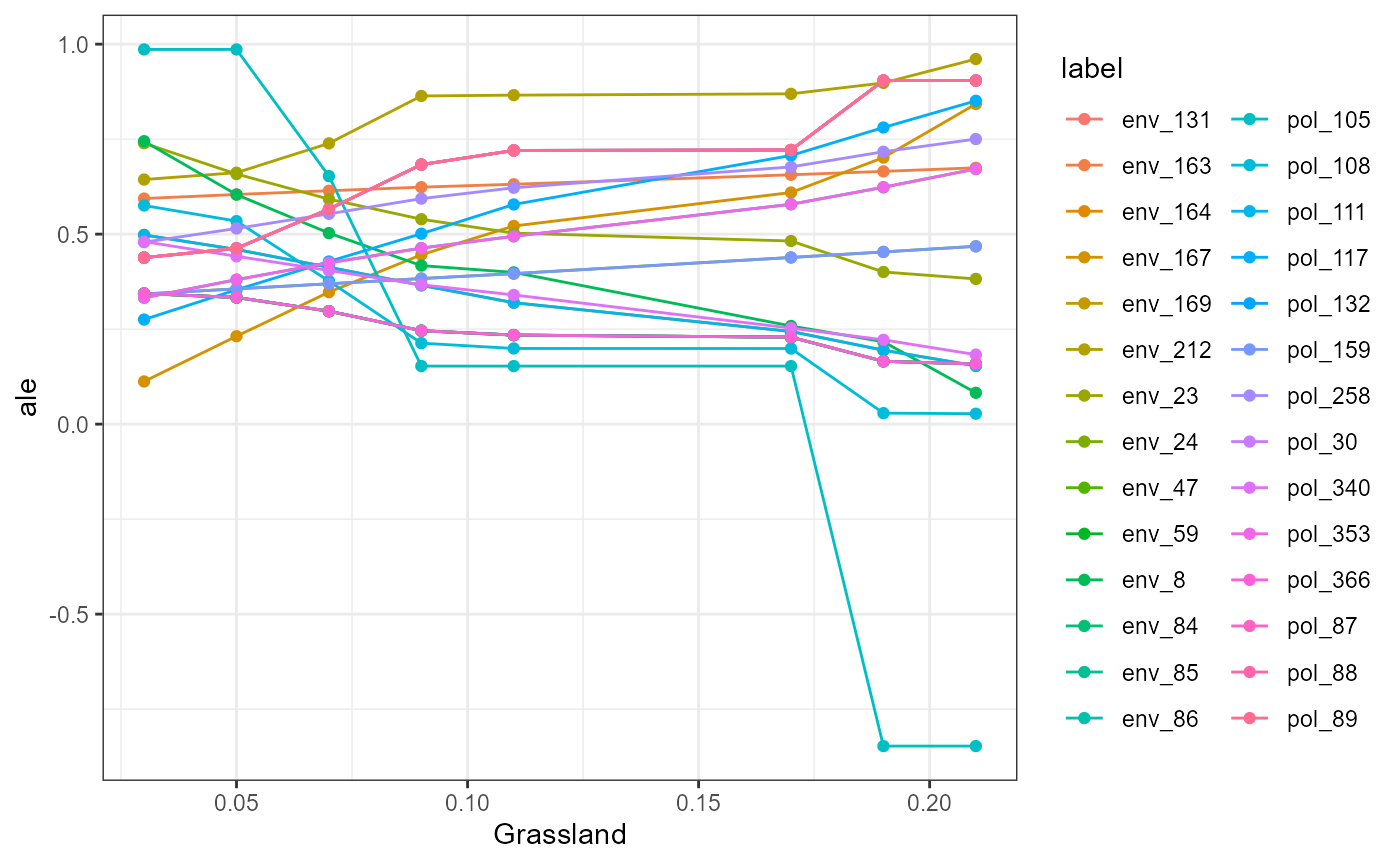 1.0
0.5
0.0
-0.5
ale
0.05 0.10 0.15 0.20
Grassland
label
env_131 pol_105
env_163 pol_108
env_164 pol_111
env_167 pol_117
env_169 pol_132
env_212 pol_159
env_23 pol_258
env_24 pol_30
env_47 pol_340
env_59 pol_353
env_8 pol_366
env_84 pol_87
env_85 pol_88
env_86 pol_89